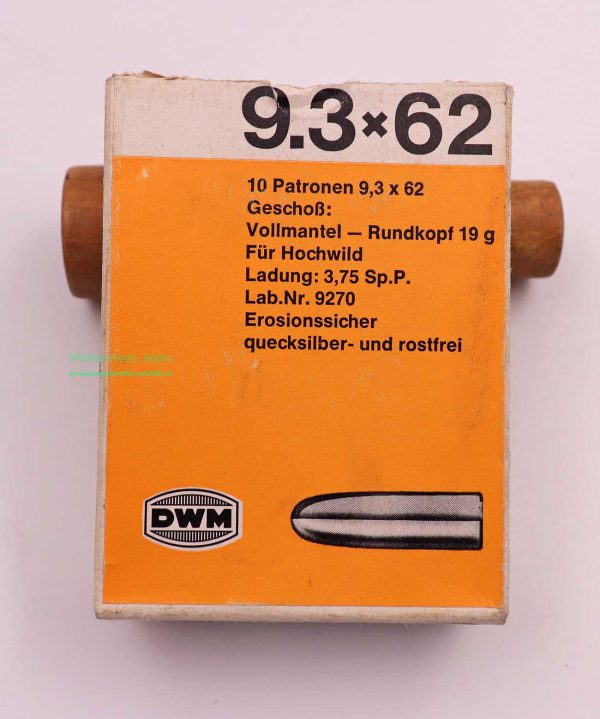 9.3×62
10 Patronen 9,3 x 62
Geschoß:
Vollmantel — Rundkopf 19 g
Für Hochwild
Ladung: 3,75 Sp.P.
Lab.Nr. 9270
Erosionssicher
quecksilber- und rostfrei
DWM